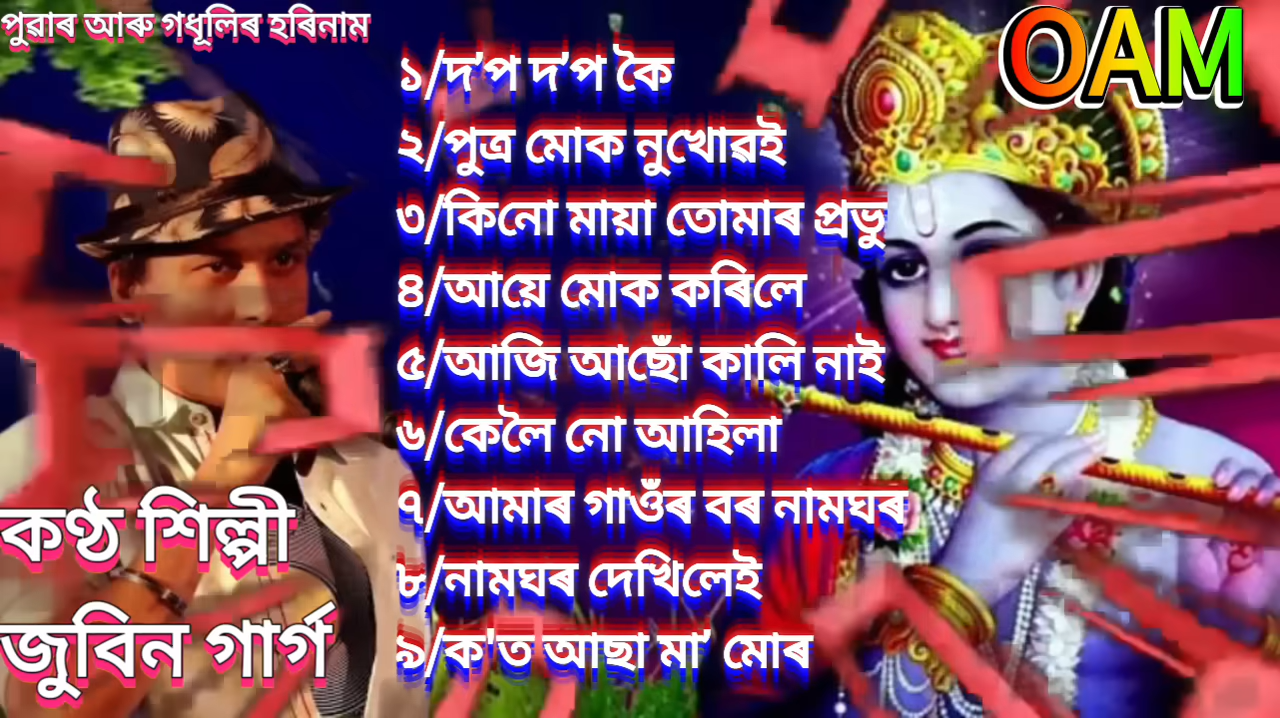 পুৱাৰ আৰু গধূলিৰ হৰিনাম
OAM
১/দ'প দ'প কৈ
২/পুত্ৰ মোক নুখোৱই
৩/কিনো মায়া তোমাৰ প্ৰভু
৪/আয়ে মোক কৰিলে
৫/আজি আছোঁ কালি নাই
৬/কেলৈ নো আহিলা
৭/আমাৰ গাওঁৰ বৰ নামঘৰ
৮/নামঘৰ দেখিলেই
৯/ক'ত আছা মা' মোৰ
কণ্ঠ শিল্পী
জুবিন গাৰ্গ